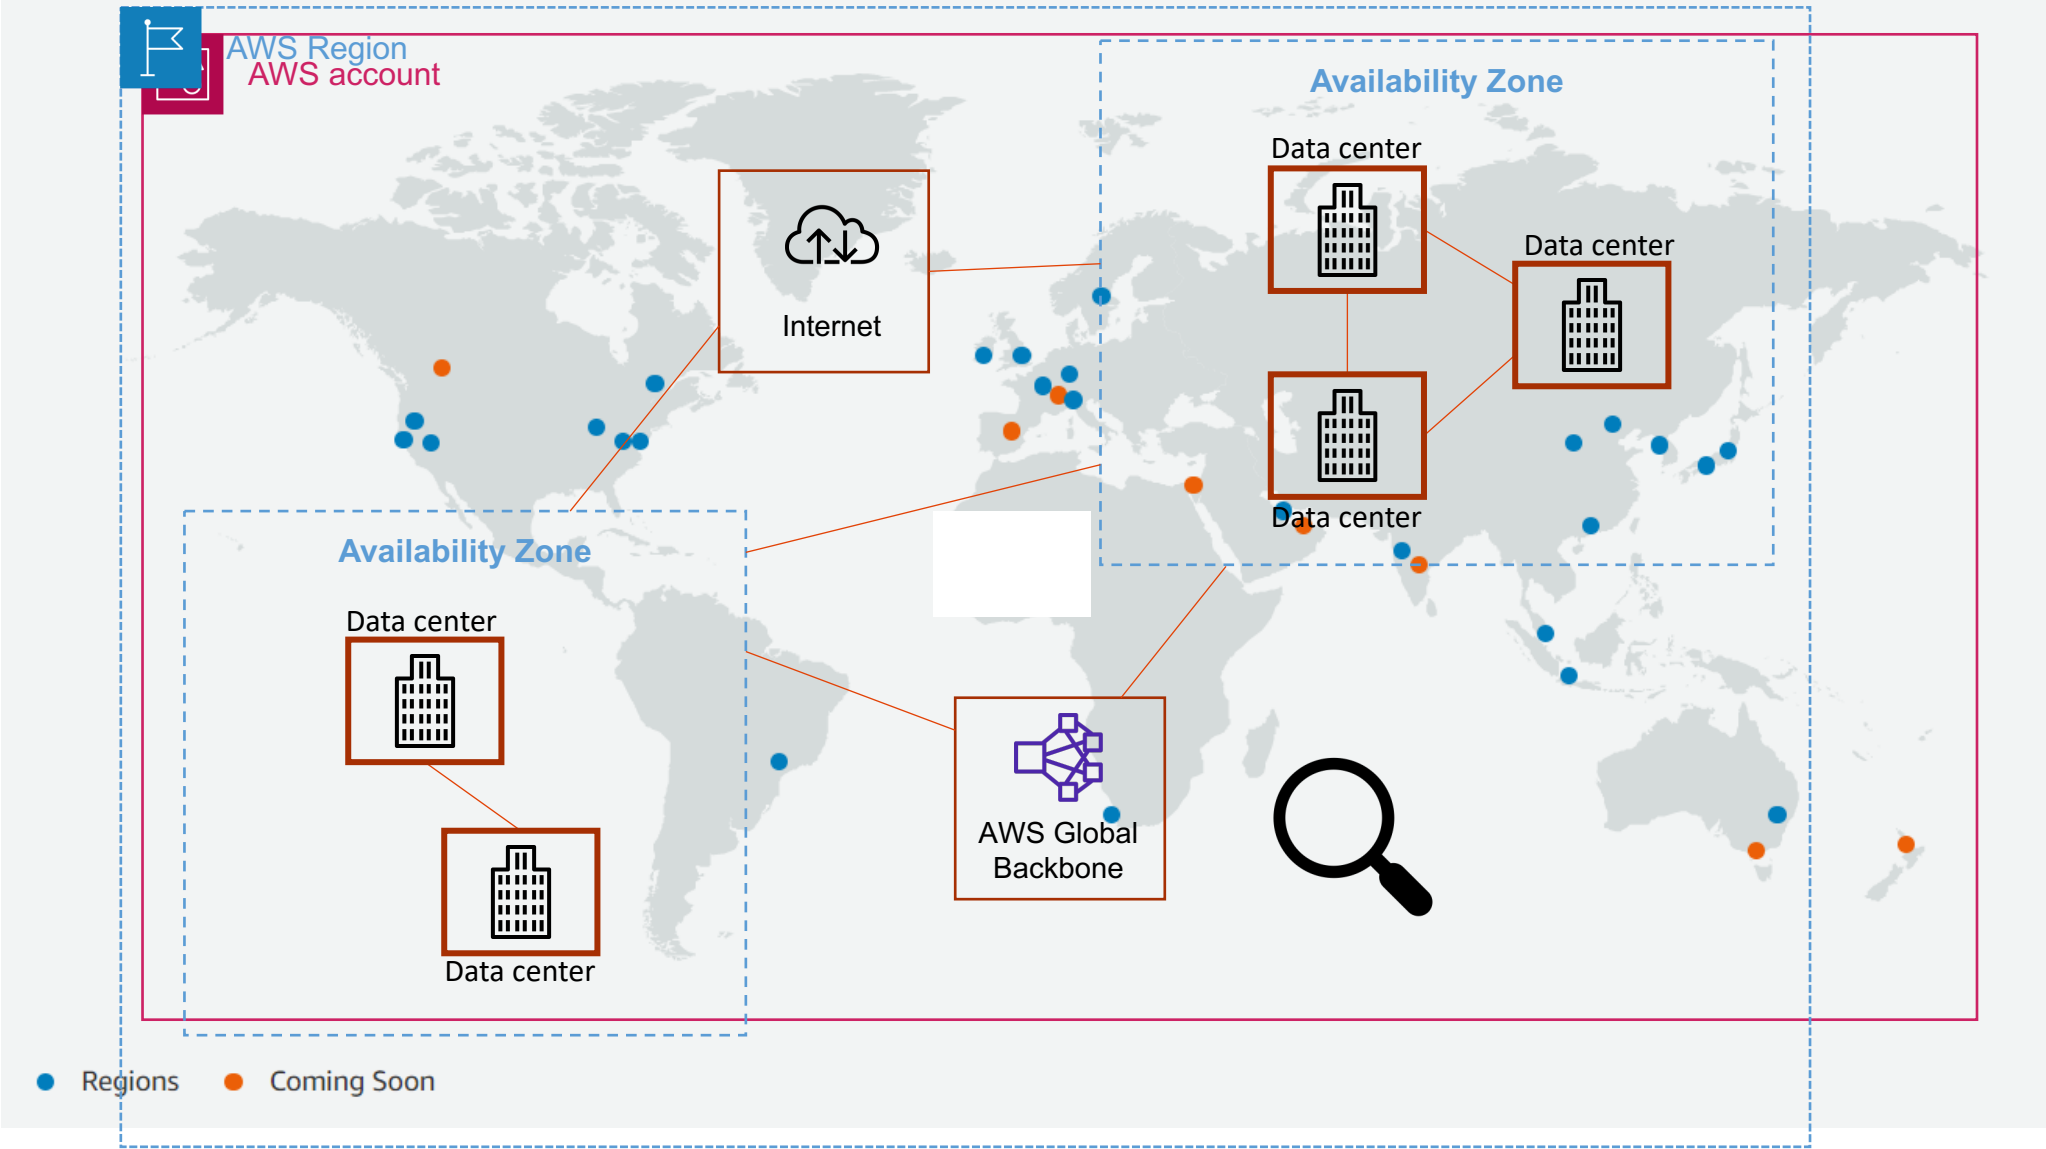 AWS Region
AWS account
Availability Zone
Data center
Data center
Internet
Data center
Availability Zone
Data center
AWS Global
Backbone
Data center
Regions
Coming Soon